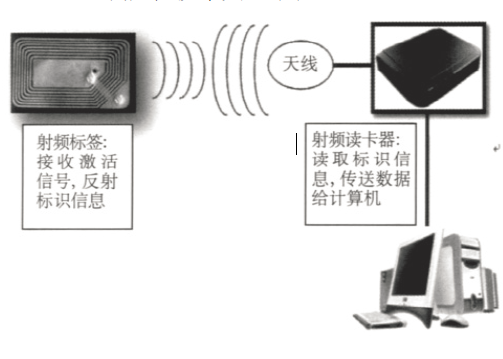 天线
射频标签:
接收激活
信号,反射
标识信息
射频读卡器:
读取标识信
息,传送数据
给计算机